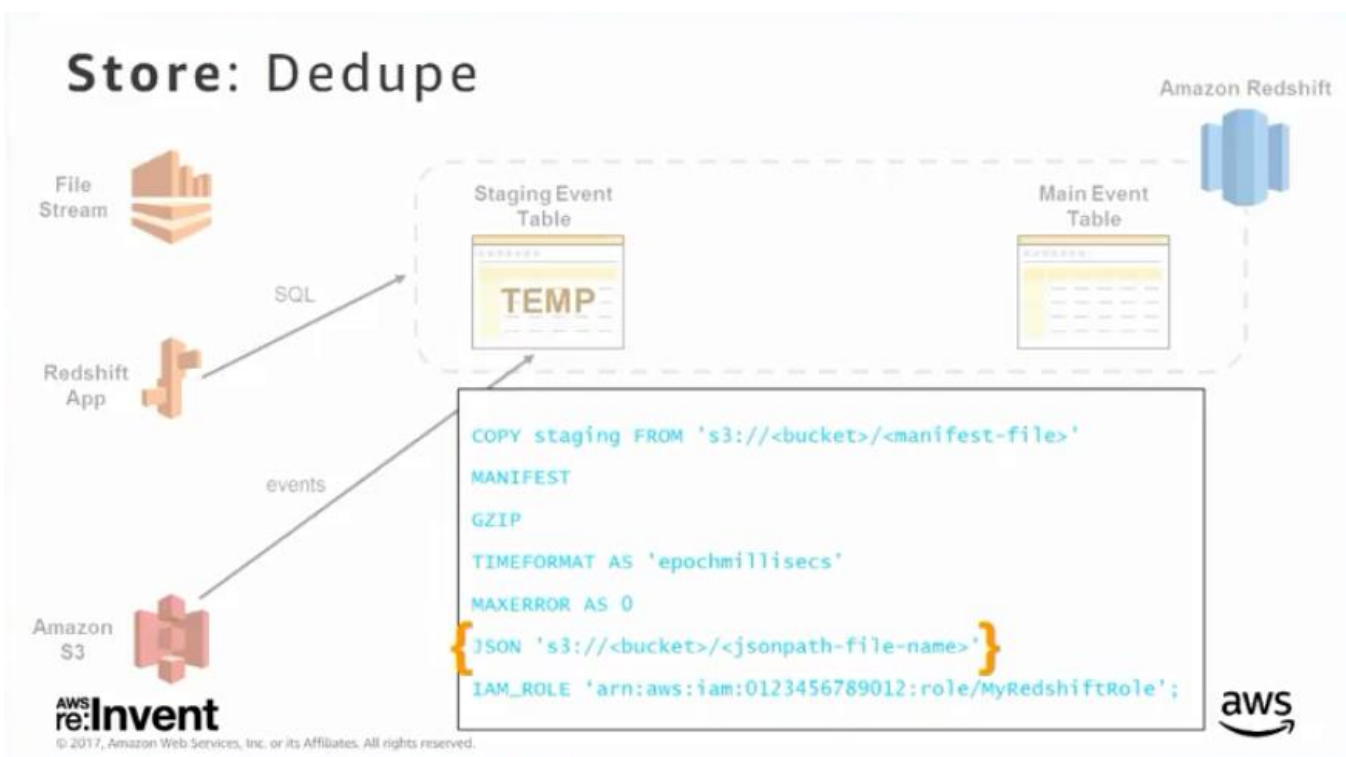 Store: Dedupe
Amazon Redshift
File
Stream
Staging Event
Table
Main Event
Table
TEMP
SQL
Redshift
App
events
COPY staging FROM 's3://<bucket>/<manifest-file>'
MANIFEST
GZIP
TIMEFORMAT AS 'epochmillisecs'
MAXERROR AS 0
{JSON 's3://<bucket>/<jsonpath-file-name>'}
IAM_ROLE 'arn:aws:iam:0123456789012:role/MyRedshiftRole';
Amazon
S3
AWS
re:Invent
aws
© 2017, Amazon Web Services, Inc. or its Affiliates. All rights reserved.